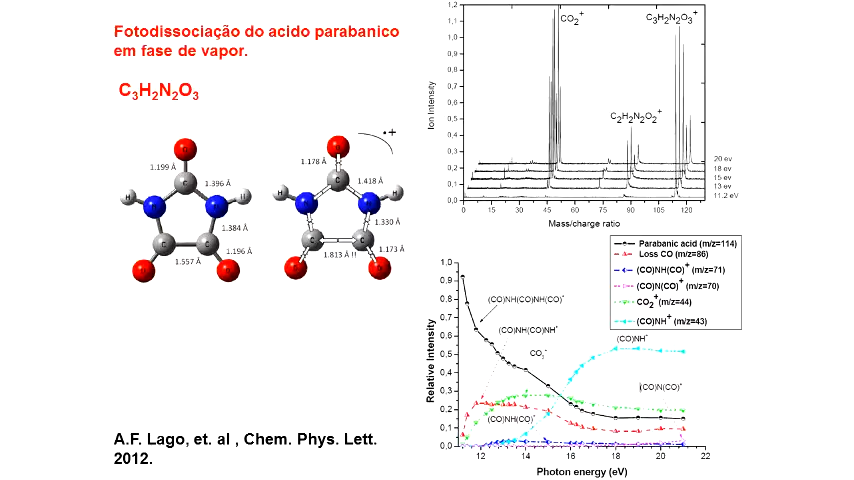 Fotodissociação do acido parabanico
em fase de vapor.
C3H2N2O3
1.199 Å
1.396 Å
H
N
N
H
1.384 Å
C
C
C
1.557 Å
1.196 Å
O
O
O
•+
1.178 Å
1.418 Å
H
H
1.330 Å
C
C
C
1.813 Å !!
1.173 Å
A.F. Lago, et. al , Chem. Phys. Lett.
2012.
Ion Intensity
1,2
1,1
1,0
0,9
0,8
0,7
0,6
0,5
0,4
0,3
0,2
0,1
0,0
CO2+
C3H2N2O3+
C2H2N2O2+
20 ev
18 ev
15 ev
13 ev
11.2 eV
0 15 30 45 60 75 90 105 120
Mass/charge ratio
Parabanic acid (m/z=114)
Loss CO (m/z=86)
(CO)NH(CO)+ (m/z=71)
(CO)N(CO)+ (m/z=70)
CO2+(m/z=44)
(CO)NH+ (m/z=43)
Relative Intensity
1,0
0,9
0,8
0,7
0,6
0,5
0,4
0,3
0,2
0,1
0,0
(CO)NH(CO)NH(CO)+
(CO)NH(CO)NH+
CO2+
(CO)NH+
(CO)N(CO)+
(CO)NH(CO)+
12 14 16 18 20 22
Photon energy (eV)